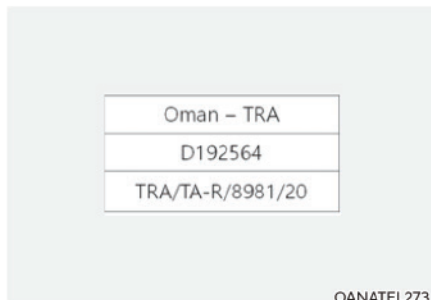 Oman – TRA
D192564
TRA/TA-R/8981/20
OANATEL273